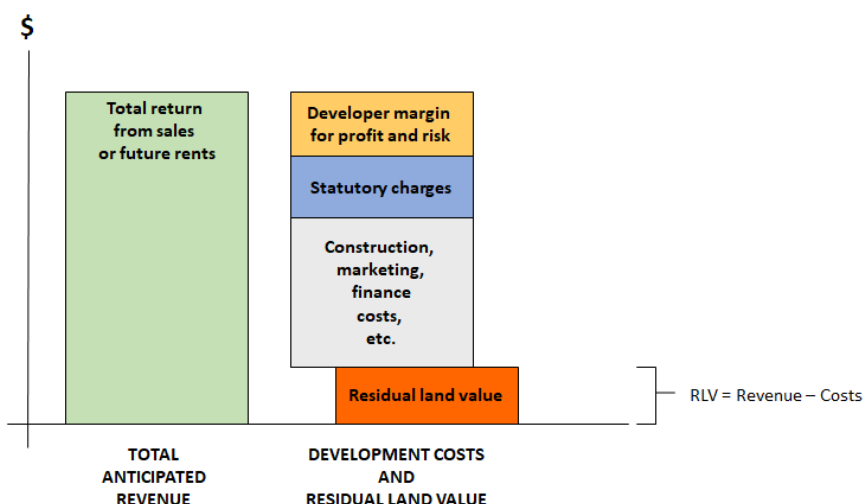 $
Total return
from sales
or future rents
Developer margin
for profit and risk
Statutory charges
Construction,
marketing,
finance
costs,
etc.
Residual land value
RLV = Revenue – Costs
TOTAL
ANTICIPATED
REVENUE
DEVELOPMENT COSTS
AND
RESIDUAL LAND VALUE